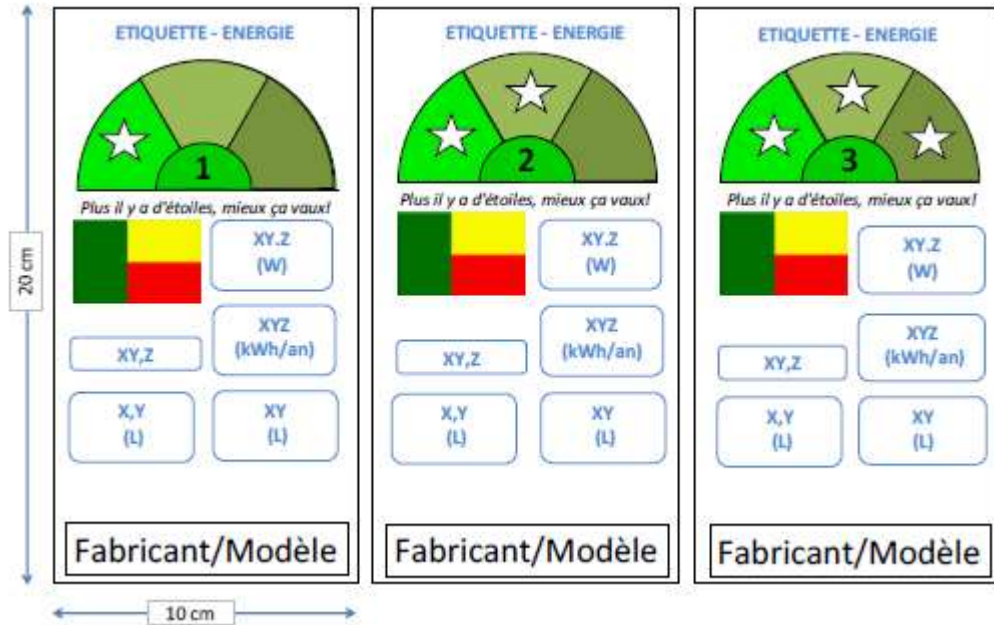 20 cm
ETIQUETTE - ENERGIE
1
Plus il y a d'étoiles, mieux ça vaux!
XY.Z
(W)
XY,Z
XYZ
(kWh/an)
X,Y
(L)
XY
(L)
Fabricant/Modèle
ETIQUETTE - ENERGIE
2
Plus il y a d'étoiles, mieux ça vaux!
XY.Z
(W)
XY,Z
XYZ
(kWh/an)
X,Y
(L)
XY
(L)
Fabricant/Modèle
ETIQUETTE - ENERGIE
3
Plus il y a d'étoiles, mieux ça vaux!
XY.Z
(W)
XY,Z
XYZ
(kWh/an)
X,Y
(L)
XY
(L)
Fabricant/Modèle
10 cm